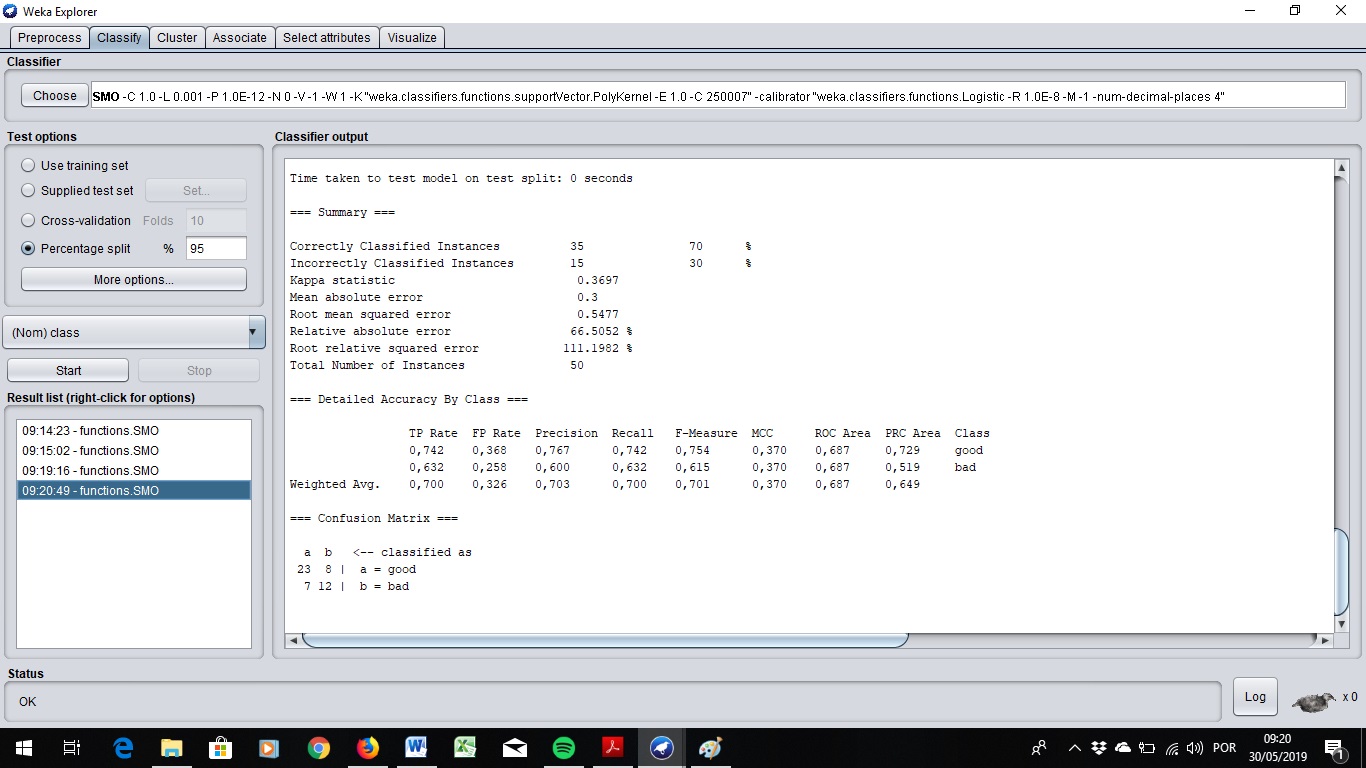 Weka Explorer
Preprocess Classify Cluster Associate Select attributes Visualize
Classifier
Choose SMO -C 1.0 -L 0.001 -P 1.0E-12 -N 0 -V -1 -W 1 -K "weka.classifiers.functions.supportVector.PolyKernel -E 1.0 -C 250007" -calibrator "weka.classifiers.functions.Logistic -R 1.0E-8 -M -1 -num-decimal-places 4"
Test options
Use training set
Supplied test set Set...
Cross-validation Folds 10
Percentage split % 95
More options...
(Nom) class
Start Stop
Result list (right-click for options)
09:14:23 - functions.SMO
09:15:02 - functions.SMO
09:19:16 - functions.SMO
09:20:49 - functions.SMO
Classifier output
Time taken to test model on test split: 0 seconds
=== Summary ===
Correctly Classified Instances 35 70 %
Incorrectly Classified Instances 15 30 %
Kappa statistic 0.3697
Mean absolute error 0.3
Root mean squared error 0.5477
Relative absolute error 66.5052 %
Root relative squared error 111.1982 %
Total Number of Instances 50
=== Detailed Accuracy By Class ===
TP Rate FP Rate Precision Recall F-Measure MCC ROC Area PRC Area Class
0,742 0,368 0,767 0,742 0,754 0,370 0,687 0,729 good
0,632 0,258 0,600 0,632 0,615 0,370 0,687 0,519 bad
Weighted Avg. 0,700 0,326 0,703 0,700 0,701 0,370 0,687 0,649
=== Confusion Matrix ===
a b <-- classified as
23 8 | a = good
7 12 | b = bad
Status
OK
Log x 0
POR
09:20
30/05/2019
1